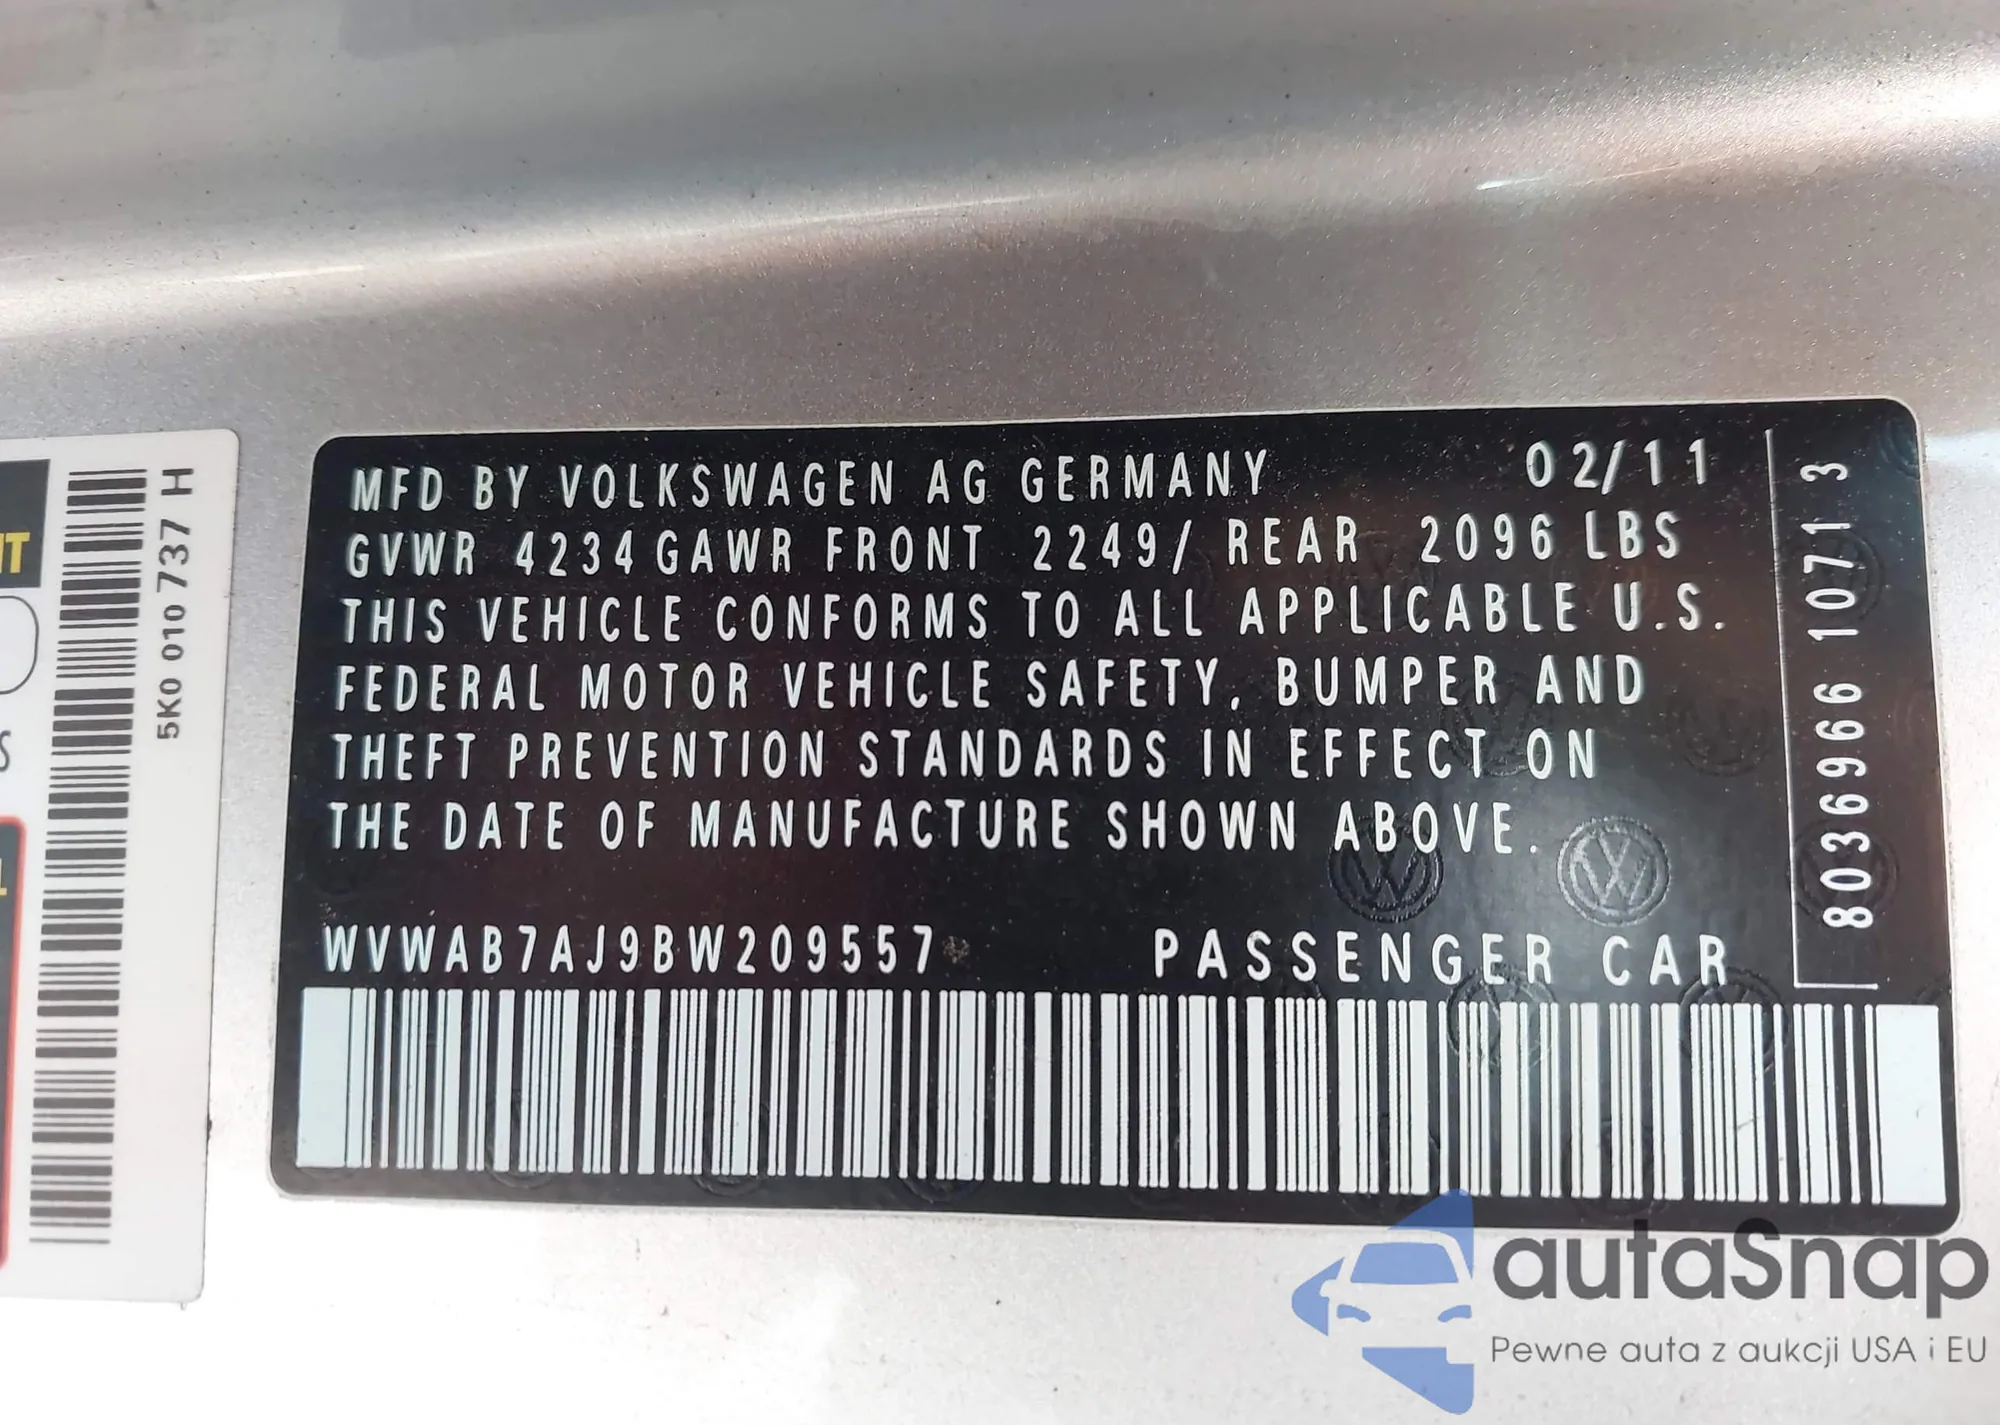 MFD BY VOLKSWAGEN AG GERMANY 02/11
GVWR 4234 GAWR FRONT 2249/ REAR 2096 LBS
THIS VEHICLE CONFORMS TO ALL APPLICABLE U.S.
FEDERAL MOTOR VEHICLE SAFETY, BUMPER AND
THEFT PREVENTION STANDARDS IN EFFECT ON
THE DATE OF MANUFACTURE SHOWN ABOVE.
WVWAB7AJ9BW209557 PASSENGER CAR
8036966 10713
5K0 010 737 H
autaSnap
Pewne auta z aukcji USA i EU